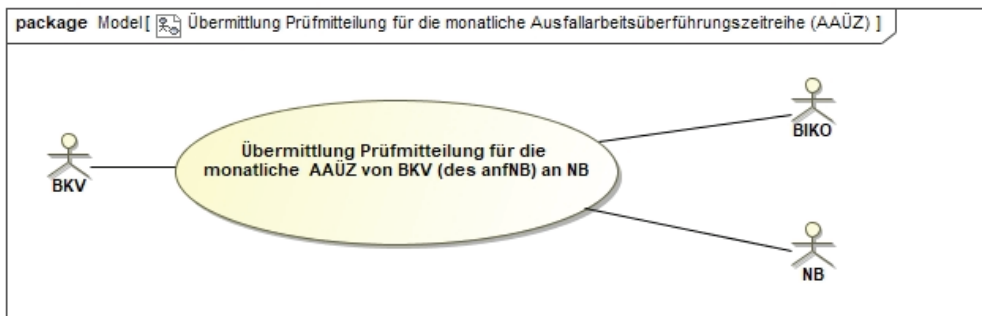 package Model [ Übermittlung Prüfmitteilung für die monatliche Ausfallarbeitsüberführungszeitreihe (AAÜZ) ]
BIKO
Übermittlung Prüfmitteilung für die
monatliche AAÜZ von BKV (des anfNB) an NB
BKV
NB